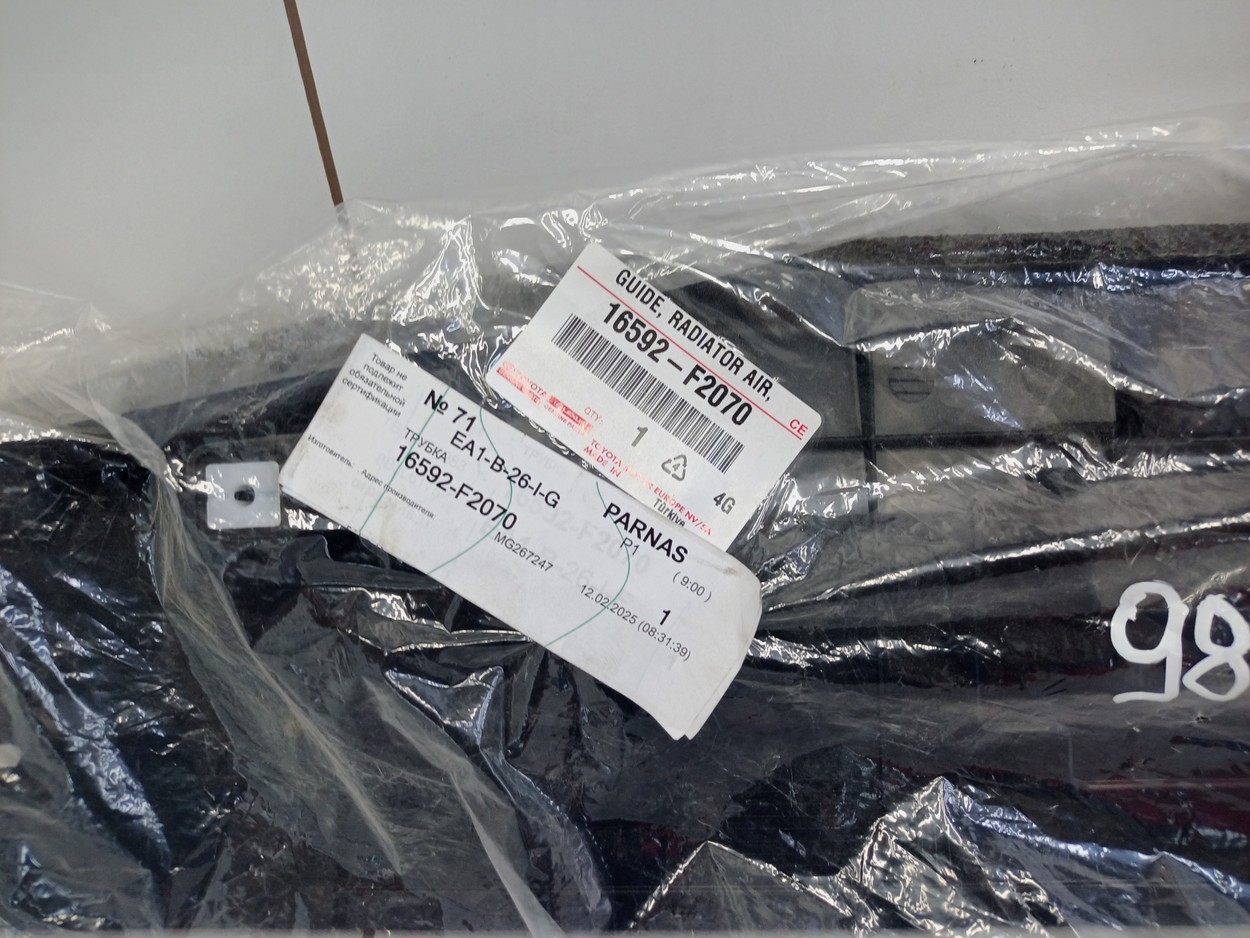 GUIDE, RADIATOR AIR,
16592-F2070
CE
QTY:
1
MADE IN
Türkiye
4G
Товар не
подлежит
обязательной
сертификации
№ 71
EA1-B-26-I-G
PARNAS
ТРУБКА
P1
16592-F2070
(9:00)
Изготовитель:
Адрес производителя:
MG267247
1
12.02.2025 (08:31:39)
98